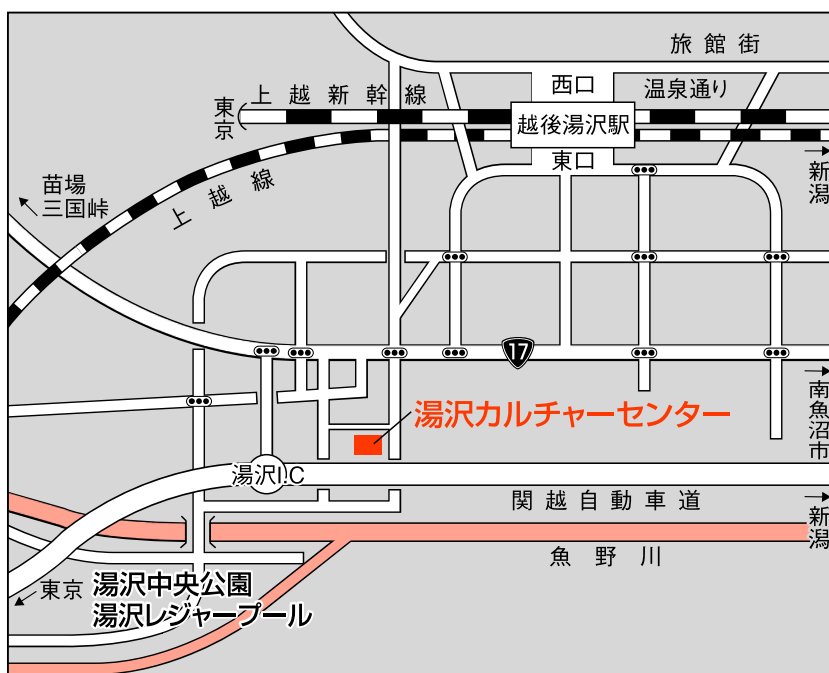 旅館街
西口
温泉通り
上越新幹線
東京
越後湯沢駅
東口
新潟
苗場
三国峠
上越線
17
南魚沼市
湯沢カルチャーセンター
湯沢I.C
関越自動車道
新潟
魚野川
東京
湯沢中央公園
湯沢レジャープール